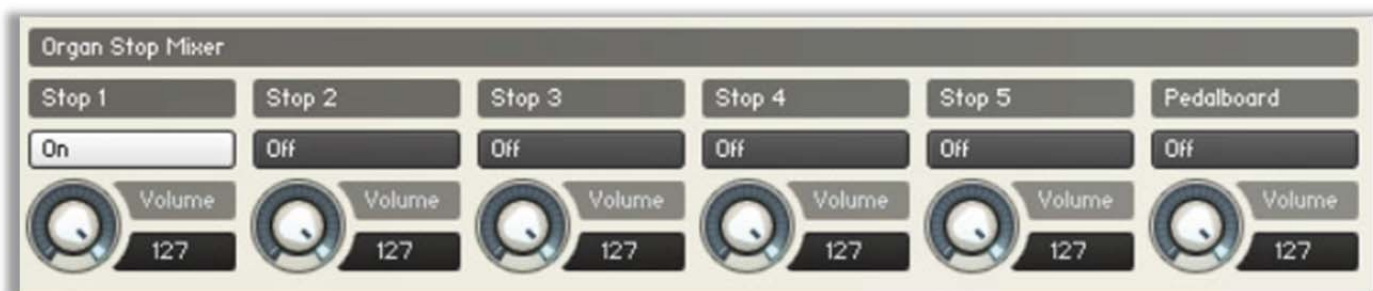 Organ Stop Mixer
Stop 1 Stop 2 Stop 3 Stop 4 Stop 5 Pedalboard
On Off Off Off Off Off
Volume Volume Volume Volume Volume Volume
127 127 127 127 127 127